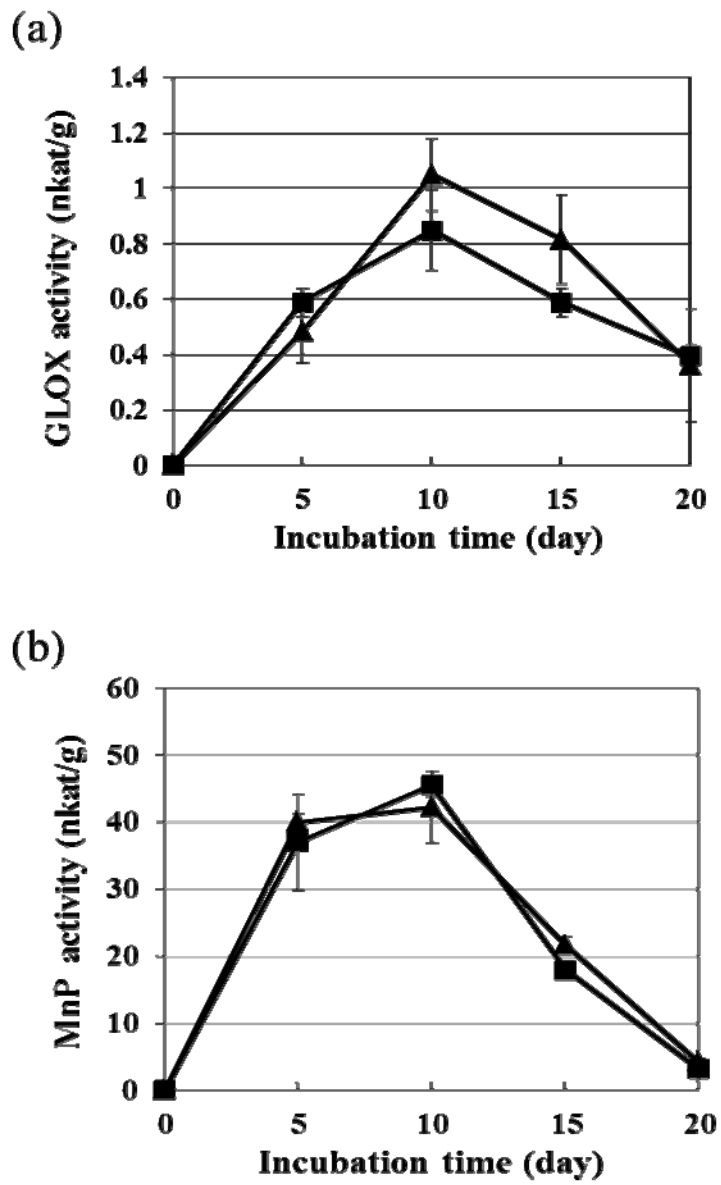 (a)
GLOX activity (nkat/g)
1.4
1.2
1
0.8
0.6
0.4
0.2
0
0 5 10 15 20
Incubation time (day)
(b)
MnP activity (nkat/g)
60
50
40
30
20
10
0
0 5 10 15 20
Incubation time (day)